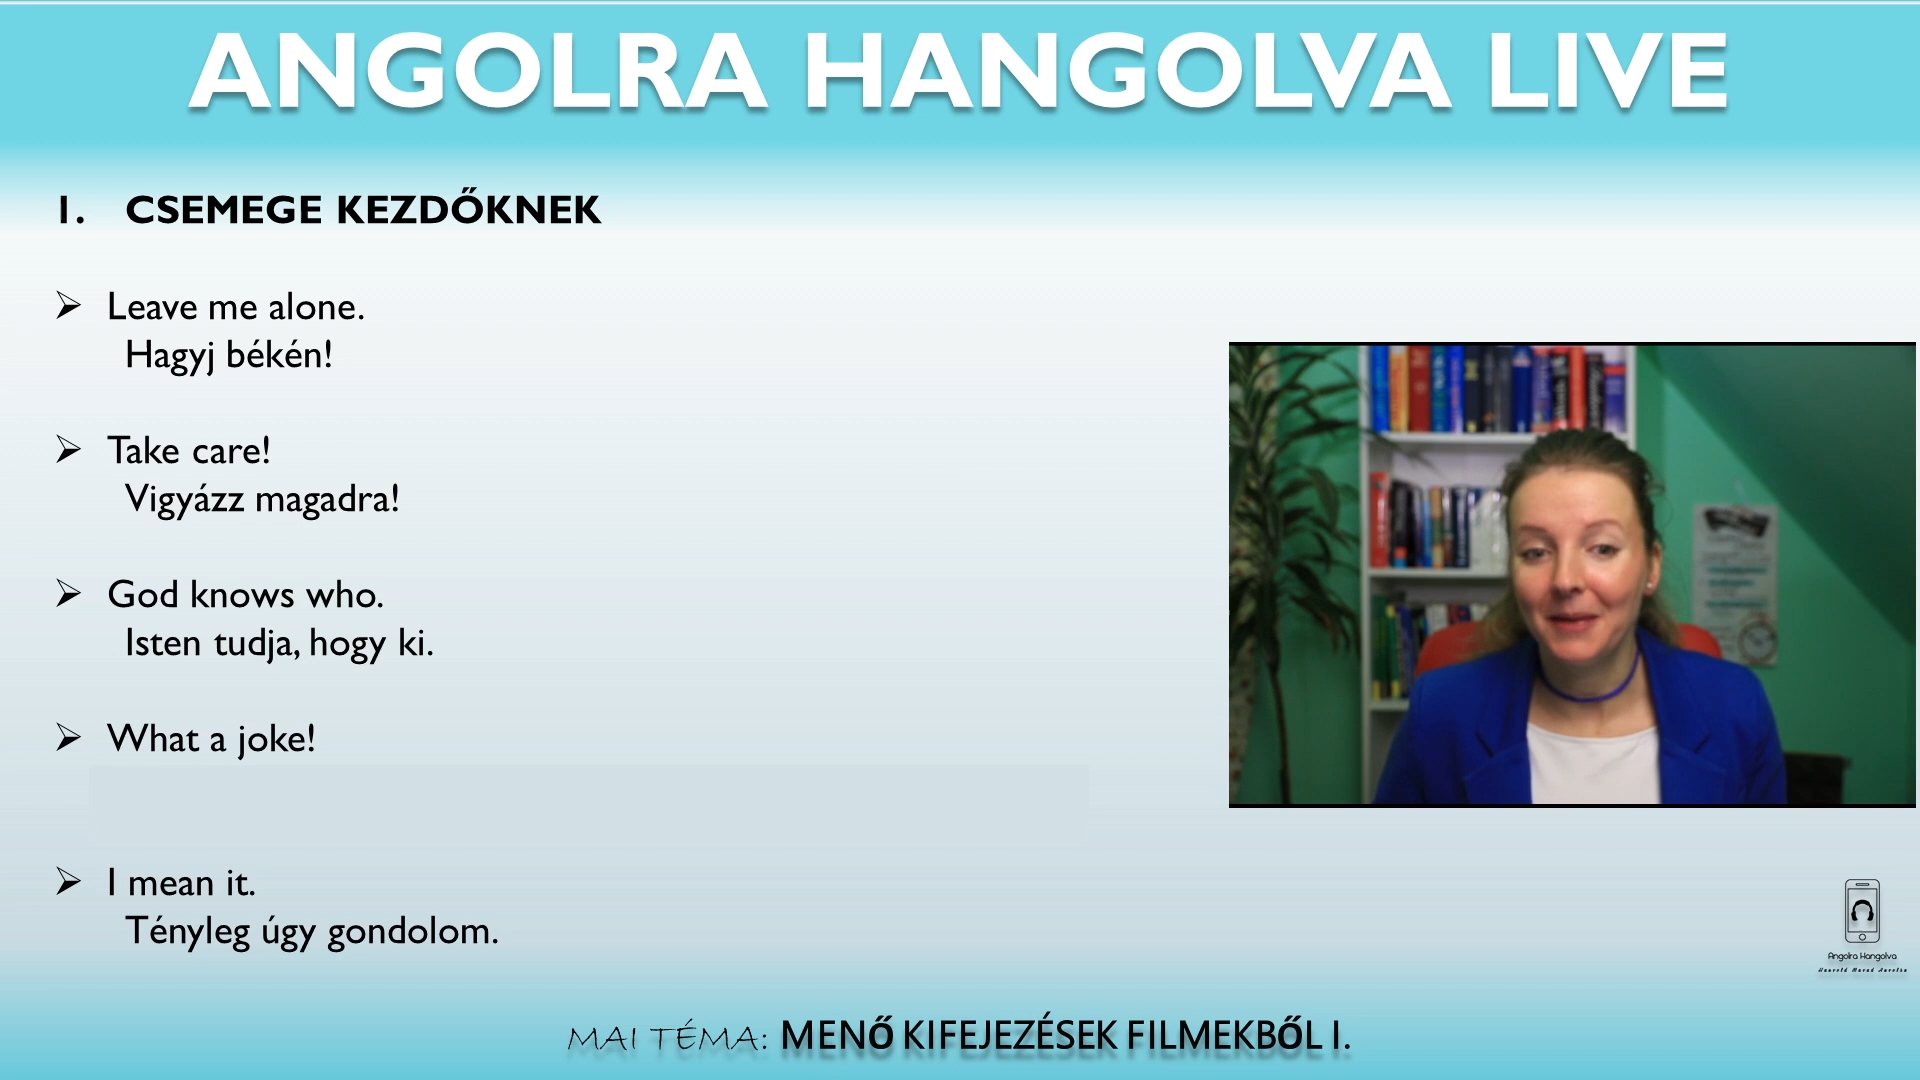 ANGOLRA HANGOLVA LIVE
1. CSEMEGE KEZDŐKNEK
➢ Leave me alone.
Hagyj békén!
➢ Take care!
Vigyázz magadra!
➢ God knows who.
Isten tudja, hogy ki.
➢ What a joke!
➢ I mean it.
Tényleg úgy gondolom.
Angolra Hangolva
MAI TÉMA: MENŐ KIFEJEZÉSEK FILMEKBŐL I.